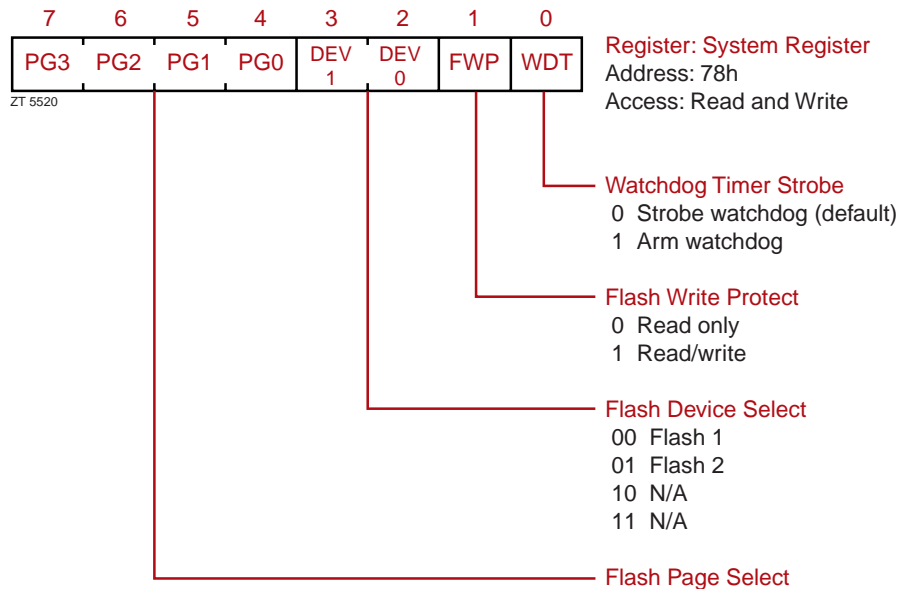 7 6 5 4 3 2 1 0
PG3 PG2 PG1 PG0 DEV 1 DEV 0 FWP WDT
ZT 5520
Register: System Register
Address: 78h
Access: Read and Write
Watchdog Timer Strobe
0 Strobe watchdog (default)
1 Arm watchdog
Flash Write Protect
0 Read only
1 Read/write
Flash Device Select
00 Flash 1
01 Flash 2
10 N/A
11 N/A
Flash Page Select